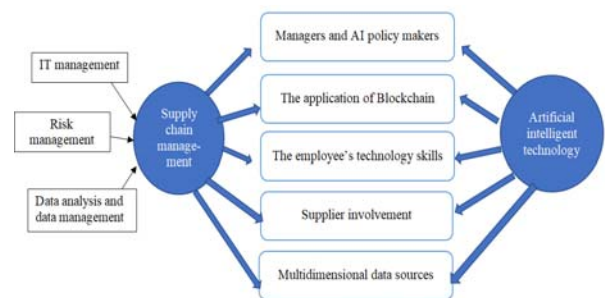 IT management
Risk
management
Data analysis and
data management
Supply
chain
manage-
ment
Managers and AI policy makers
The application of Blockchain
The employee's technology skills
Supplier involvement
Multidimensional data sources
Artificial
intelligent
technology